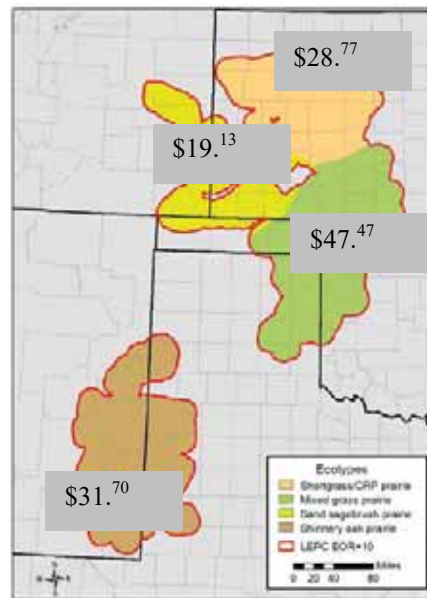 $28.77
$19.13
$47.47
$31.70
Ecotypes
Shortgrass/CRP prairie
Mixed grass prairie
Sand sagebrush prairie
Shinnery oak prairie
LEPC EOR+10
Miles
0 20 40 80